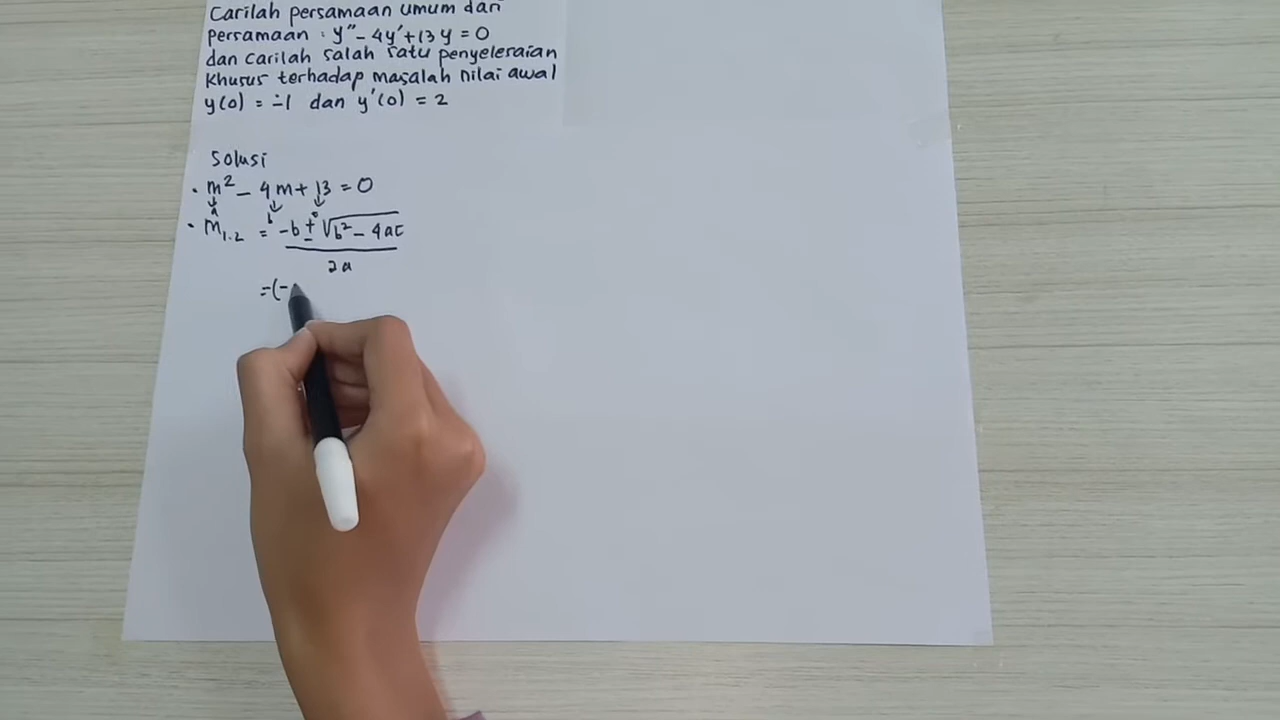 Carilah persamaan umum dari
persamaan : y" - 4y' + 13 y = 0
dan carilah salah satu penyelesaian
khusus terhadap masalah nilai awal
y(0) = -1 dan y'(0) = 2
Solusi
• m² - 4m + 13 = 0
a b c
• m1.2 = -b ± √b² - 4ac
2a
= (-